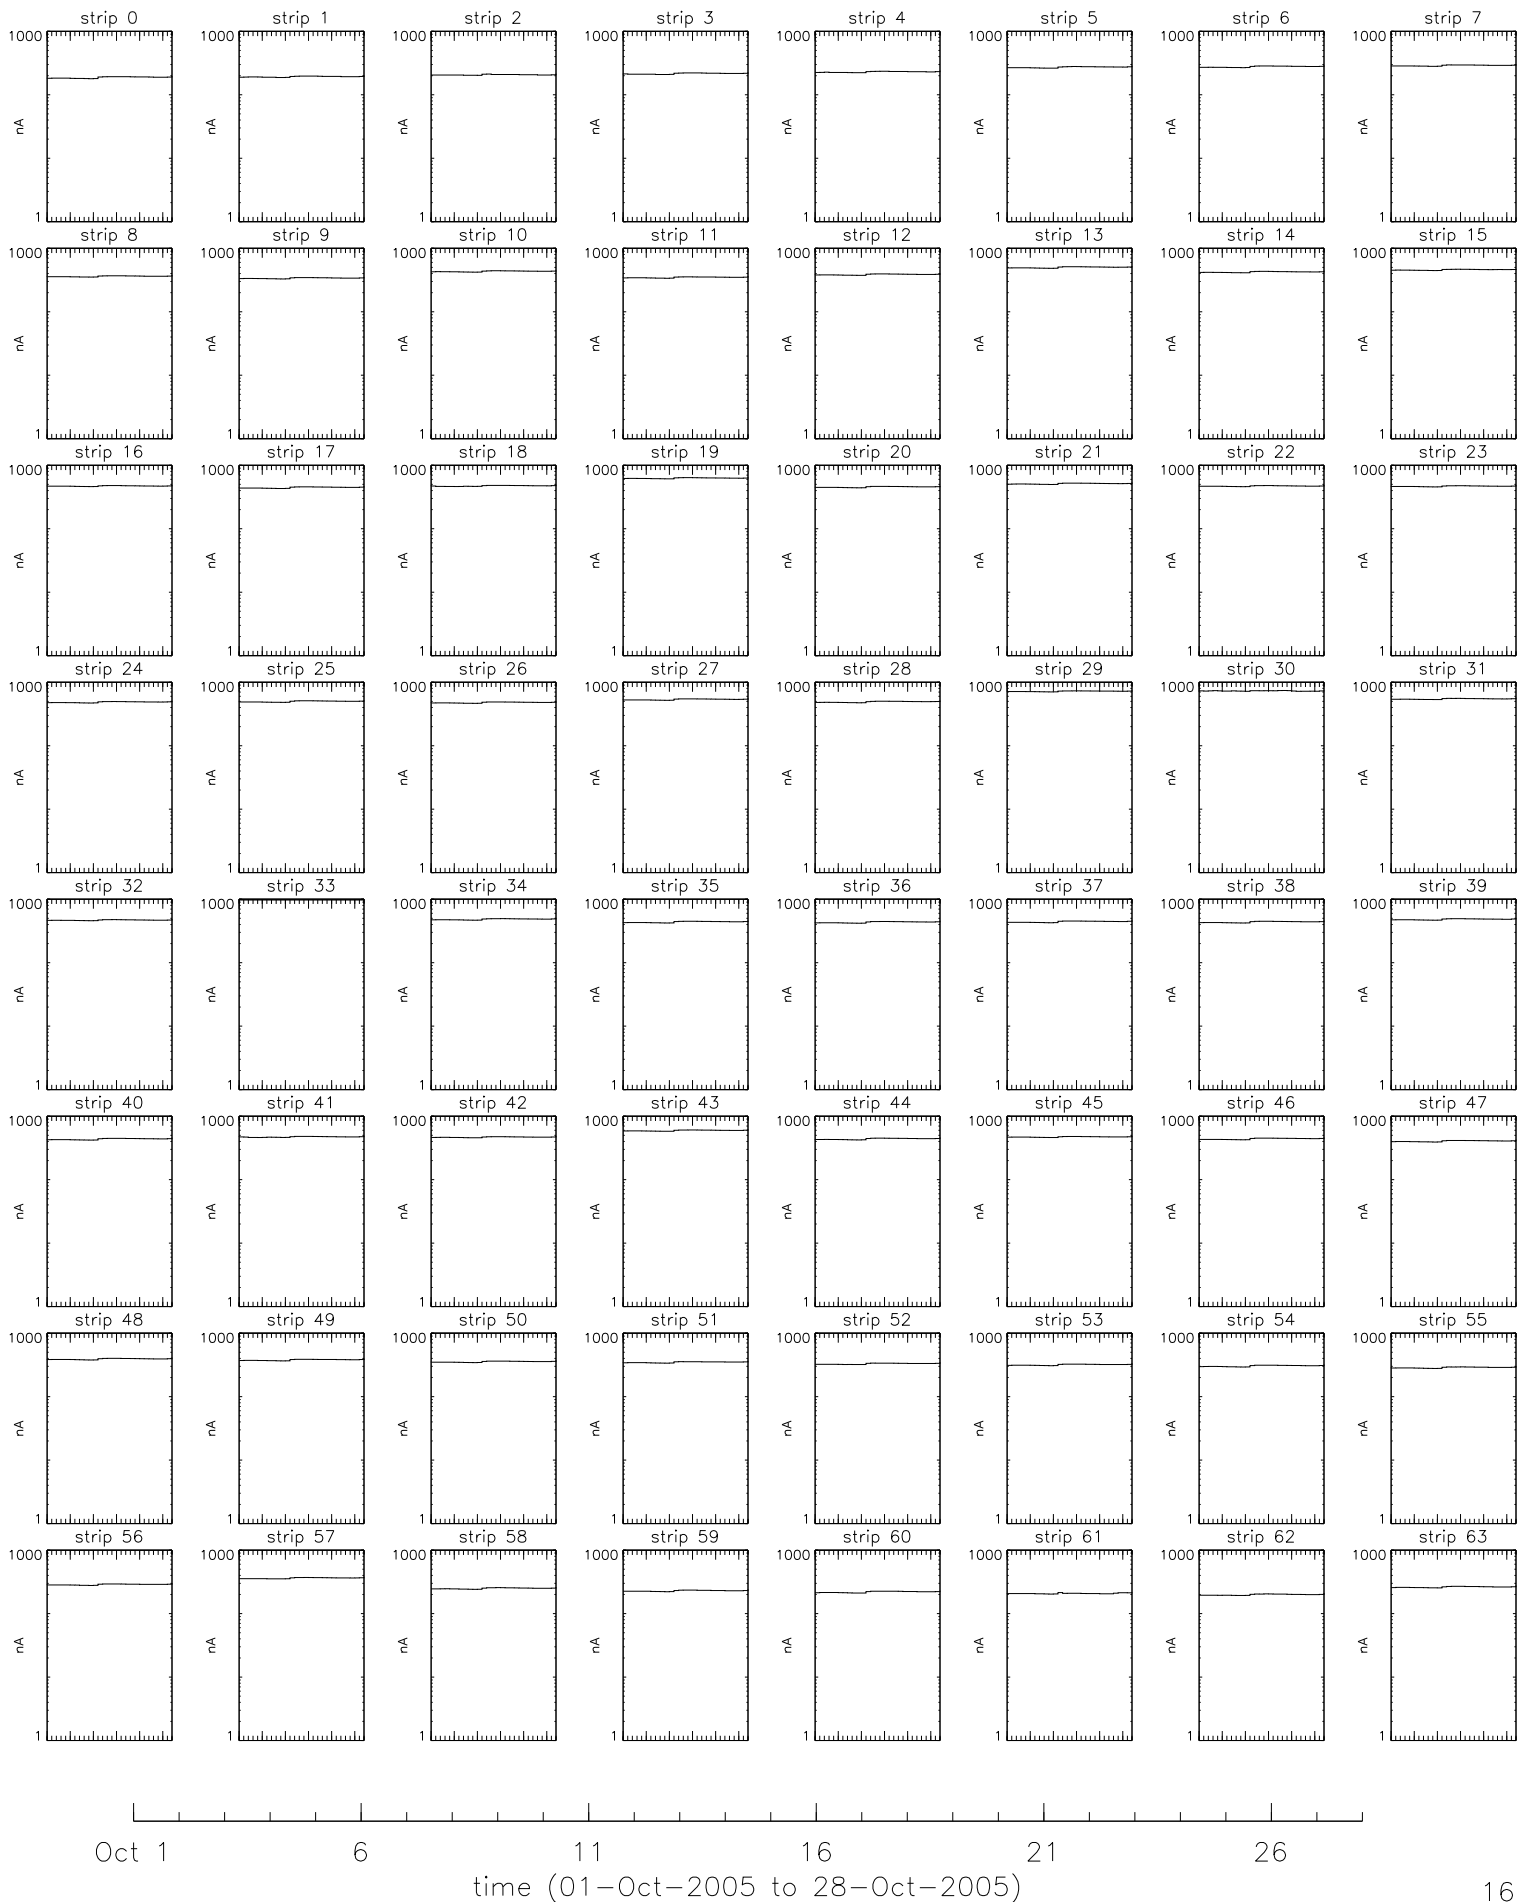 strip 0 strip 1 strip 2 strip 3 strip 4 strip 5 strip 6 strip 7
1000 1000 1000 1000 1000 1000 1000 1000
nA nA nA nA nA nA nA nA
1 1 1 1 1 1 1 1
strip 8 strip 9 strip 10 strip 11 strip 12 strip 13 strip 14 strip 15
1000 1000 1000 1000 1000 1000 1000 1000
nA nA nA nA nA nA nA nA
1 1 1 1 1 1 1 1
strip 16 strip 17 strip 18 strip 19 strip 20 strip 21 strip 22 strip 23
1000 1000 1000 1000 1000 1000 1000 1000
nA nA nA nA nA nA nA nA
1 1 1 1 1 1 1 1
strip 24 strip 25 strip 26 strip 27 strip 28 strip 29 strip 30 strip 31
1000 1000 1000 1000 1000 1000 1000 1000
nA nA nA nA nA nA nA nA
1 1 1 1 1 1 1 1
strip 32 strip 33 strip 34 strip 35 strip 36 strip 37 strip 38 strip 39
1000 1000 1000 1000 1000 1000 1000 1000
nA nA nA nA nA nA nA nA
1 1 1 1 1 1 1 1
strip 40 strip 41 strip 42 strip 43 strip 44 strip 45 strip 46 strip 47
1000 1000 1000 1000 1000 1000 1000 1000
nA nA nA nA nA nA nA nA
1 1 1 1 1 1 1 1
strip 48 strip 49 strip 50 strip 51 strip 52 strip 53 strip 54 strip 55
1000 1000 1000 1000 1000 1000 1000 1000
nA nA nA nA nA nA nA nA
1 1 1 1 1 1 1 1
strip 56 strip 57 strip 58 strip 59 strip 60 strip 61 strip 62 strip 63
1000 1000 1000 1000 1000 1000 1000 1000
nA nA nA nA nA nA nA nA
1 1 1 1 1 1 1 1
Oct 1 6 11 16 21 26
time (01-Oct-2005 to 28-Oct-2005)
16